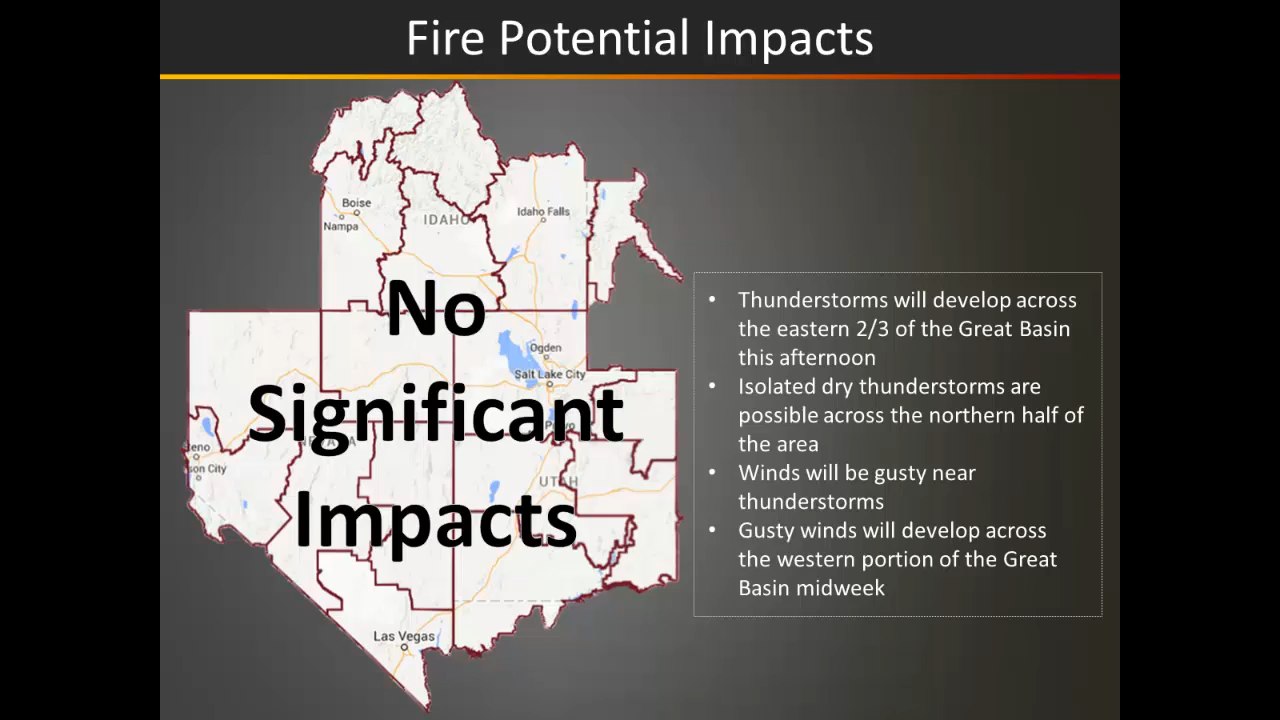 Fire Potential Impacts
Boise
Nampa
IDAHO
Idaho Falls
No
Significant
Impacts
Ogden
Salt Lake City
UTAH
Las Vegas
• Thunderstorms will develop across
the eastern 2/3 of the Great Basin
this afternoon
• Isolated dry thunderstorms are
possible across the northern half of
the area
• Winds will be gusty near
thunderstorms
• Gusty winds will develop across
the western portion of the Great
Basin midweek